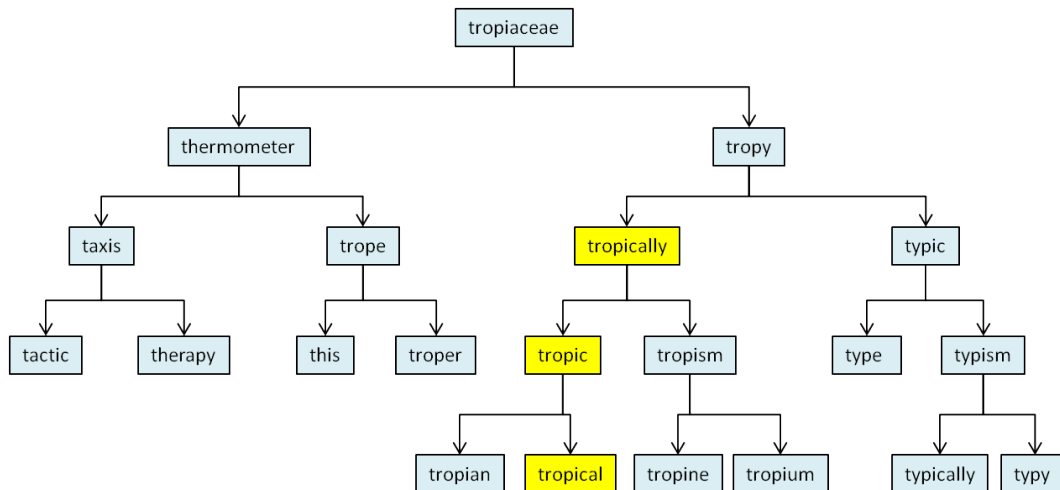 tropiaceae
thermometer
tropy
taxis
trope
tropically
typic
tactic
therapy
this
troper
tropic
tropism
type
typism
tropian
tropical
tropine
tropium
typically
typy